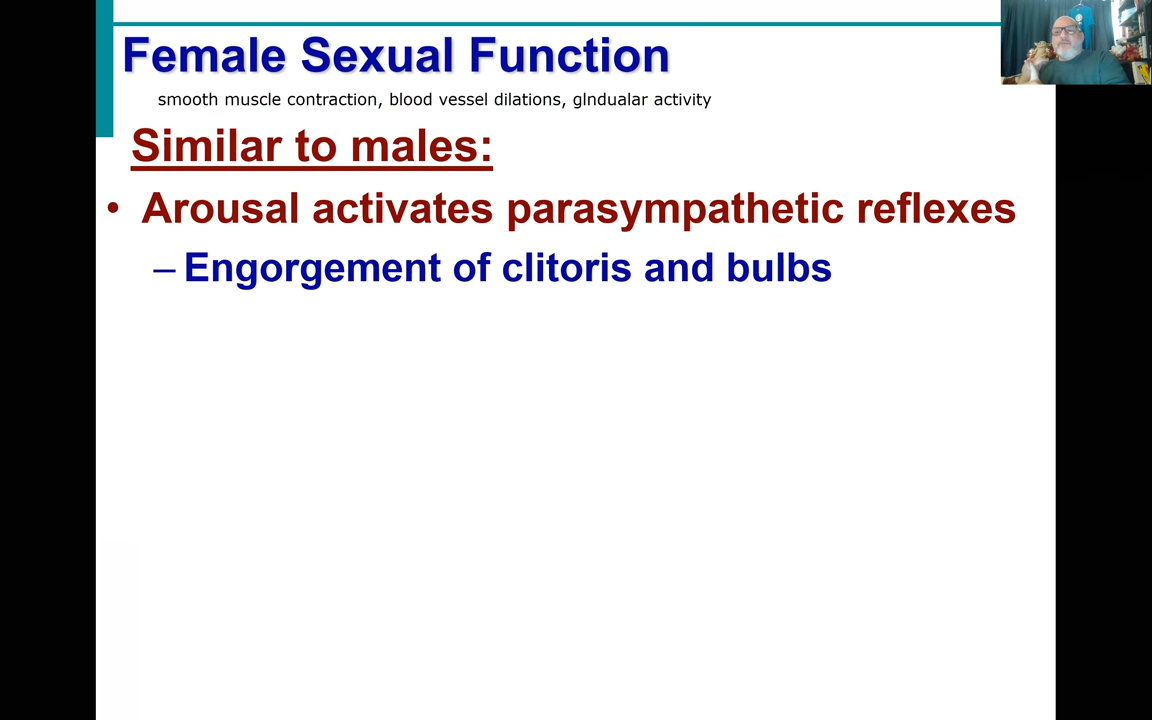 Female Sexual Function
smooth muscle contraction, blood vessel dilations, glndualar activity
Similar to males:
• Arousal activates parasympathetic reflexes
– Engorgement of clitoris and bulbs